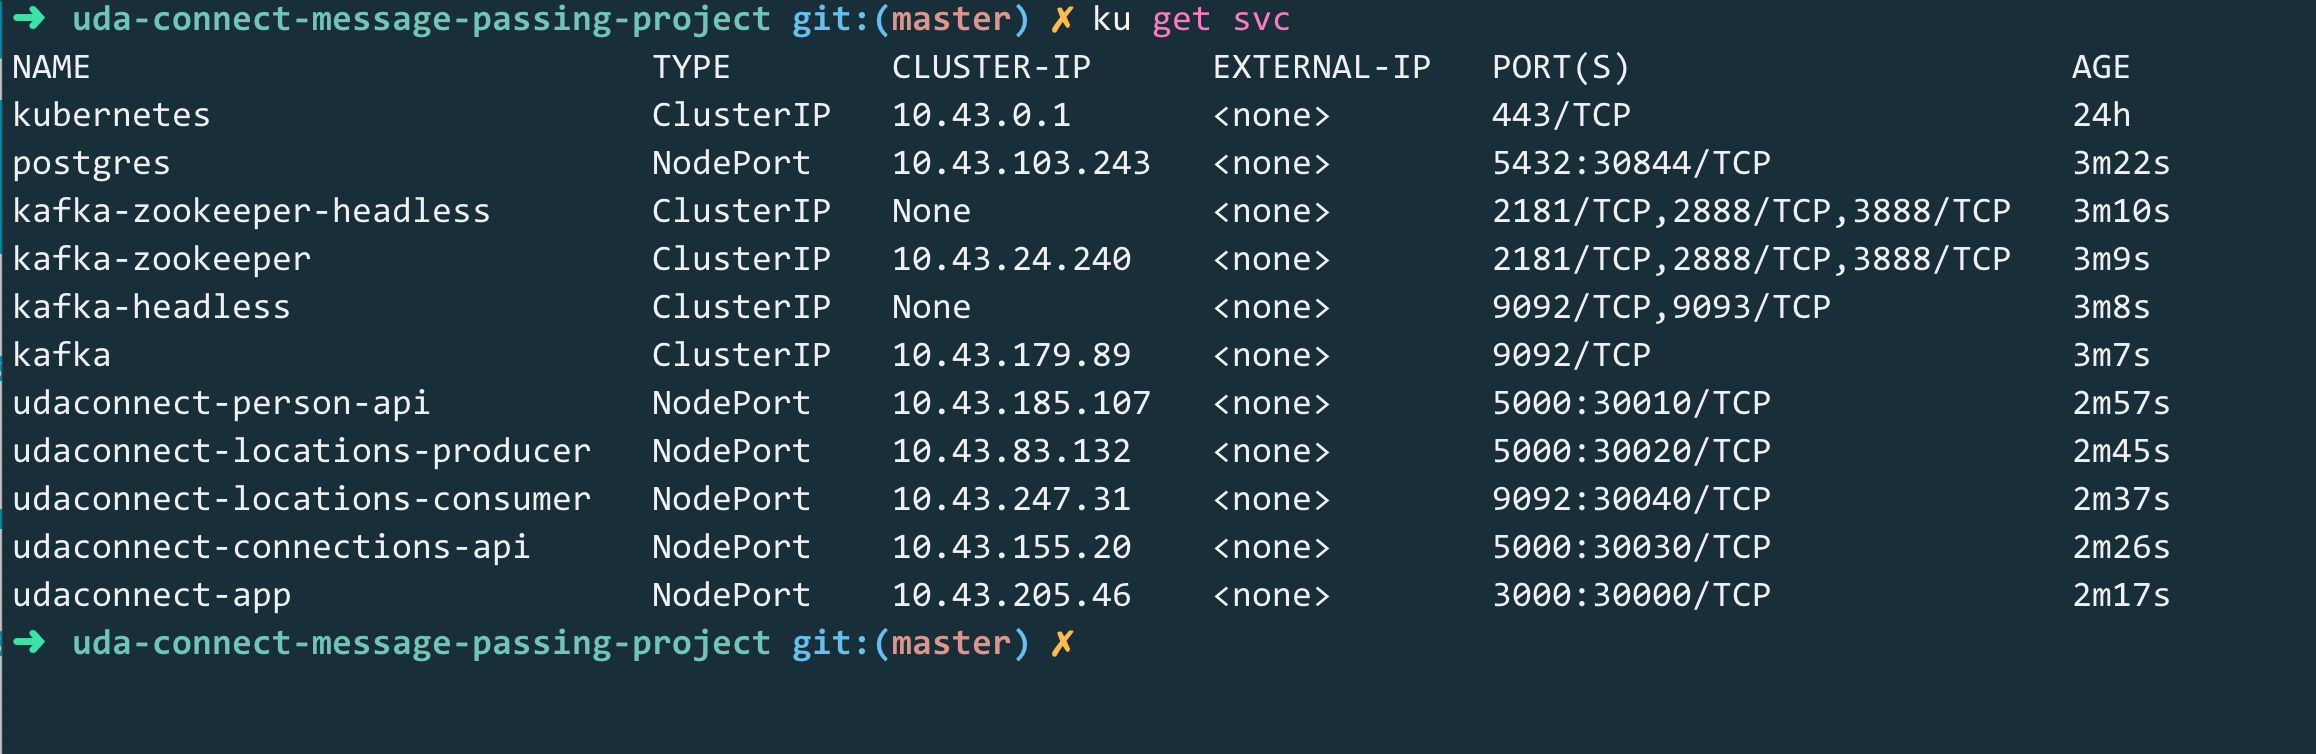 ➜ uda-connect-message-passing-project git:(master) ✗ ku get svc
NAME TYPE CLUSTER-IP EXTERNAL-IP PORT(S) AGE
kubernetes ClusterIP 10.43.0.1 <none> 443/TCP 24h
postgres NodePort 10.43.103.243 <none> 5432:30844/TCP 3m22s
kafka-zookeeper-headless ClusterIP None <none> 2181/TCP,2888/TCP,3888/TCP 3m10s
kafka-zookeeper ClusterIP 10.43.24.240 <none> 2181/TCP,2888/TCP,3888/TCP 3m9s
kafka-headless ClusterIP None <none> 9092/TCP,9093/TCP 3m8s
kafka ClusterIP 10.43.179.89 <none> 9092/TCP 3m7s
udaconnect-person-api NodePort 10.43.185.107 <none> 5000:30010/TCP 2m57s
udaconnect-locations-producer NodePort 10.43.83.132 <none> 5000:30020/TCP 2m45s
udaconnect-locations-consumer NodePort 10.43.247.31 <none> 9092:30040/TCP 2m37s
udaconnect-connections-api NodePort 10.43.155.20 <none> 5000:30030/TCP 2m26s
udaconnect-app NodePort 10.43.205.46 <none> 3000:30000/TCP 2m17s
➜ uda-connect-message-passing-project git:(master) ✗